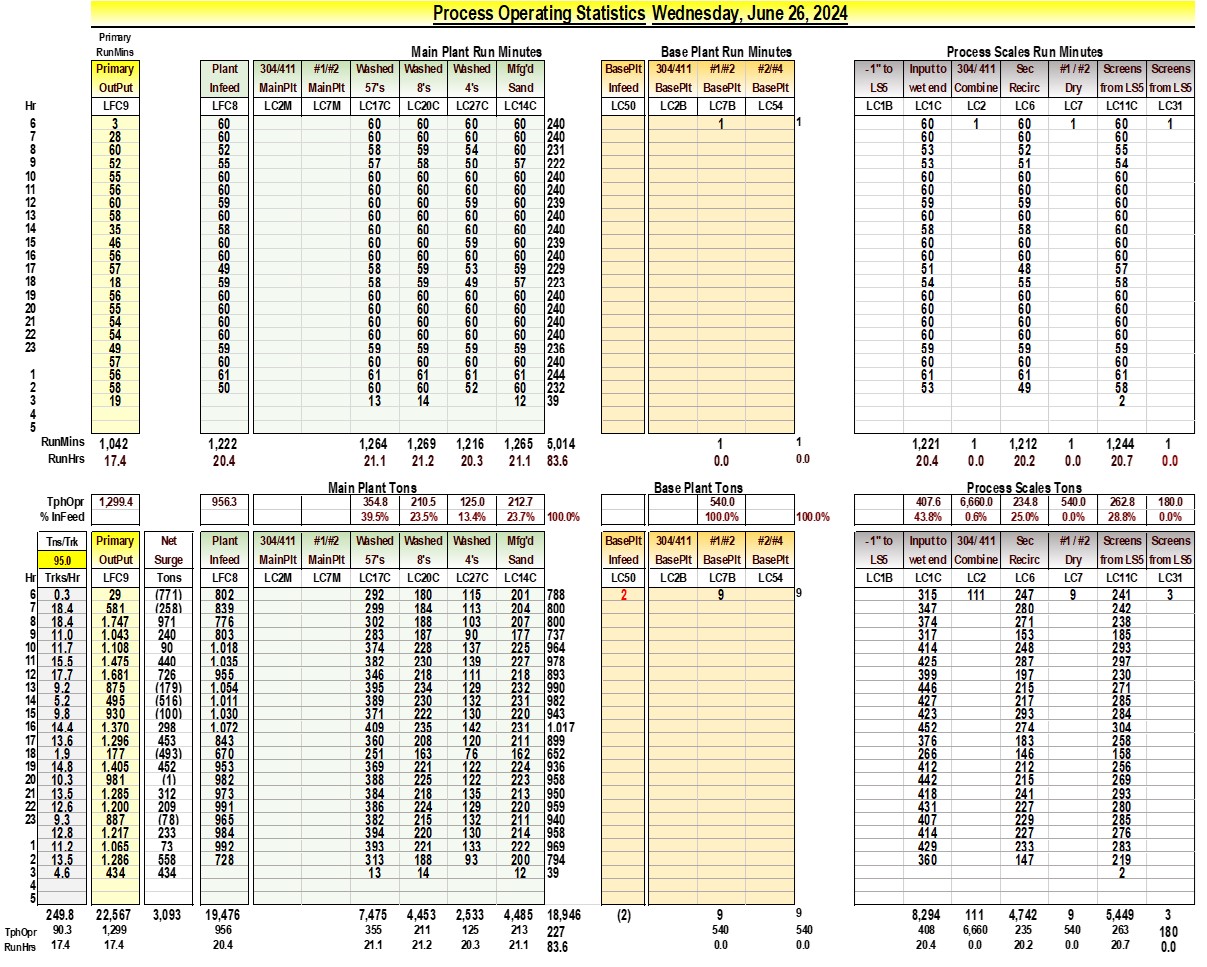 Process Operating Statistics Wednesday, June 26, 2024
Primary
RunMins Main Plant Run Minutes Base Plant Run Minutes Process Scales Run Minutes
Primary Plant 304/411 #1/#2 Washed Washed Washed Mfg'd BasePlt 304/411 #1/#2 #2/#4 -1" to Input to 304/ 411 Sec #1 / #2 Screens Screens
OutPut Infeed MainPlt MainPlt 57's 8's 4's Sand Infeed BasePlt BasePlt BasePlt LS5 wet end Combine Recirc Dry from LS5 from LS5
Hr LFC9 LFC8 LC2M LC7M LC17C LC20C LC27C LC14C LC50 LC2B LC7B LC54 LC1B LC1C LC2 LC6 LC7 LC11C LC31
6 3 60 60 60 60 60 240 1 1 60 1 60 1 60 1
7 28 60 60 60 60 60 240 60 60 60
8 60 52 58 59 54 60 231 53 52 55
9 52 55 57 58 50 57 222 53 51 54
10 55 60 60 60 60 60 240 60 60 60
11 56 60 60 60 60 60 240 60 60 60
12 60 59 60 60 59 60 239 59 59 60
13 58 60 60 60 60 60 240 60 60 60
14 35 58 60 60 60 60 240 58 58 60
15 46 60 60 60 59 60 239 60 60 60
16 56 60 60 60 60 60 240 60 60 60
17 57 49 58 59 53 59 229 51 48 57
18 18 59 58 59 49 57 223 54 55 58
19 56 60 60 60 60 60 240 60 60 60
20 55 60 60 60 60 60 240 60 60 60
21 54 60 60 60 60 60 240 60 60 60
22 54 60 60 60 60 60 240 60 60 60
23 49 59 59 59 59 59 236 59 59 59
57 60 60 60 60 60 240 60 60 60
1 56 61 61 61 61 60 244 61 61 61
2 58 50 60 60 52 60 232 53 49 58
3 19 13 14 12 39 2
4
5
RunMins 1,042 1,222 1,264 1,269 1,216 1,265 5,014 1 1 1,221 1 1,212 1 1,244 1
RunHrs 17.4 20.4 21.1 21.2 20.3 21.1 83.6 0.0 0.0 20.4 0.0 20.2 0.0 20.7 0.0
Main Plant Tons Base Plant Tons Process Scales Tons
TphOpr 1,299.4 956.3 354.8 210.5 125.0 212.7 540.0 407.6 6,660.0 234.8 540.0 262.8 180.0
% InFeed 39.5% 23.5% 13.4% 23.7% 100.0% 100.0% 100.0% 43.8% 0.6% 25.0% 0.0% 28.8% 0.0%
Tns/Trk Primary Net Plant 304/411 #1/#2 Washed Washed Washed Mfg'd BasePlt 304/411 #1/#2 #2/#4 -1" to Input to 304/ 411 Sec #1 / #2 Screens Screens
95.0 OutPut Surge Infeed MainPlt MainPlt 57's 8's 4's Sand Infeed BasePlt BasePlt BasePlt LS5 wet end Combine Recirc Dry from LS5 from LS5
Hr Trks/Hr LFC9 Tons LFC8 LC2M LC7M LC17C LC20C LC27C LC14C LC50 LC2B LC7B LC54 LC1B LC1C LC2 LC6 LC7 LC11C LC31
6 0.3 29 (771) 802 292 180 115 201 788 2 9 9 315 111 247 9 241 3
7 18.4 581 (258) 839 299 184 113 204 800 347 280 242
8 18.4 1.747 971 776 302 188 103 207 800 374 271 238
9 11.0 1.043 240 803 283 187 90 177 737 317 153 185
10 11.7 1.108 90 1.018 374 228 137 225 964 414 248 293
11 15.5 1.475 440 1.035 382 230 139 227 978 425 287 297
12 17.7 1.681 726 955 346 218 111 218 893 399 197 230
13 9.2 875 (179) 1.054 395 234 129 232 990 446 215 271
14 5.2 495 (516) 1.011 389 230 132 231 982 427 217 285
15 9.8 930 (100) 1.030 371 222 130 220 943 423 293 284
16 14.4 1.370 298 1.072 409 235 142 231 1.017 452 274 304
17 13.6 1.296 453 843 360 208 120 211 899 376 183 258
18 1.9 177 (493) 670 251 163 76 162 652 266 146 158
19 14.8 1.405 452 953 369 221 122 224 936 412 212 256
20 10.3 981 (1) 982 388 225 122 223 958 442 215 269
21 13.5 1.285 312 973 384 218 135 213 950 418 241 293
22 12.6 1.200 209 991 386 224 129 220 959 431 227 280
23 9.3 887 (78) 965 382 215 132 211 940 407 229 285
12.8 1.217 233 984 394 220 130 214 958 414 227 276
1 11.2 1.065 73 992 393 221 133 222 969 429 233 283
2 13.5 1.286 558 728 313 188 93 200 794 360 147 219
3 4.6 434 434 13 14 12 39 2
4
5
249.8 22,567 3,093 19,476 7,475 4,453 2,533 4,485 18,946 (2) 9 9 8,294 111 4,742 9 5,449 3
TphOpr 90.3 1,299 956 355 211 125 213 227 540 540 408 6,660 235 540 263 180
RunHrs 17.4 17.4 20.4 21.1 21.2 20.3 21.1 83.6 0.0 0.0 20.4 0.0 20.2 0.0 20.7 0.0